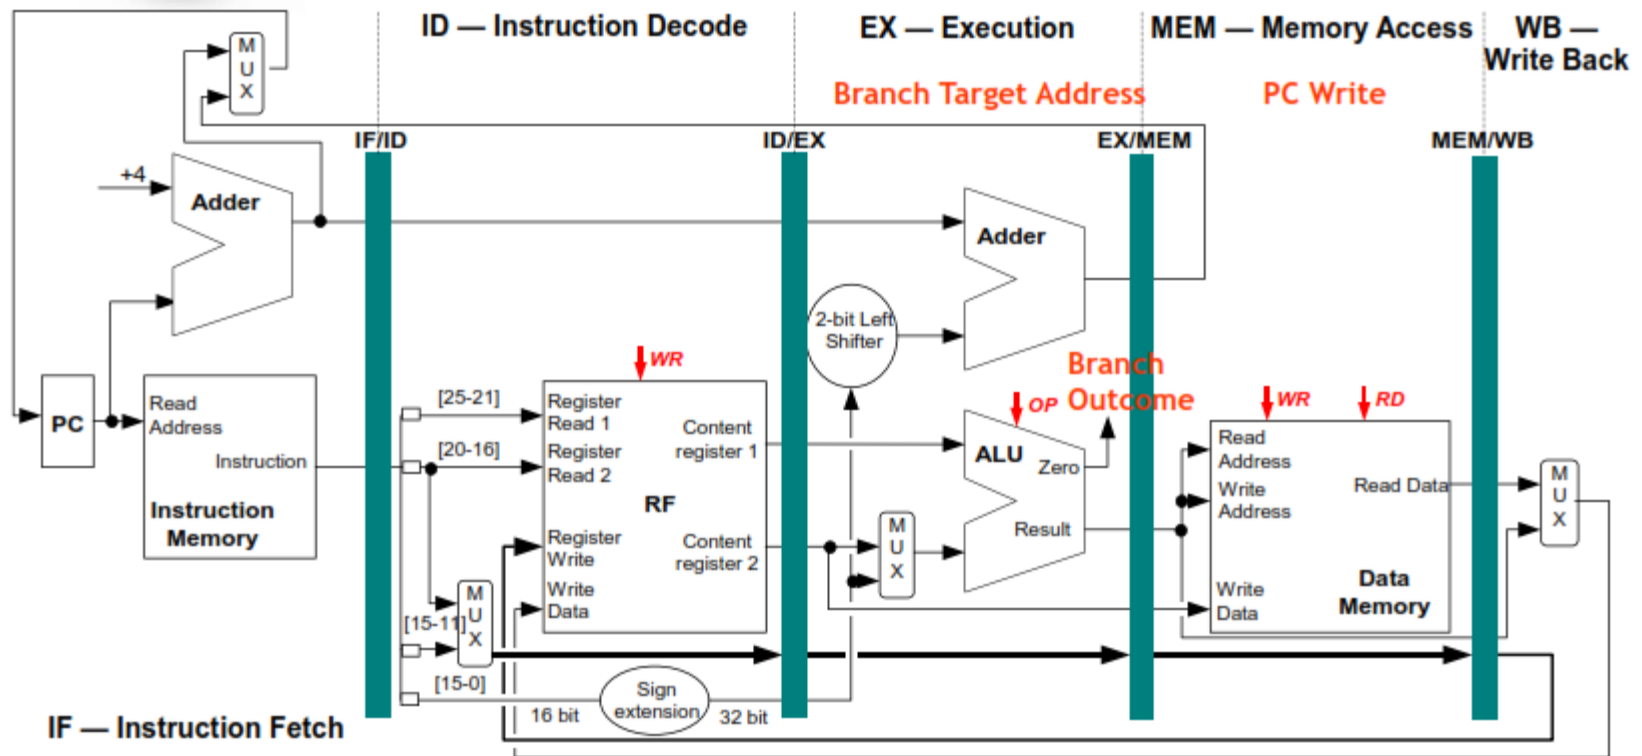 ID — Instruction Decode
EX — Execution
MEM — Memory Access
WB —
Write Back
Branch Target Address
PC Write
M
U
X
IF/ID
ID/EX
EX/MEM
MEM/WB
+4
Adder
Adder
2-bit Left
Shifter
Branch
Outcome
WR
OP
WR
RD
PC
Read
Address
Instruction
Instruction
Memory
[25-21]
[20-16]
[15-11]
[15-0]
Register
Read 1
Register
Read 2
RF
Register
Write
Write
Data
Content
register 1
Content
register 2
M
U
X
M
U
X
ALU
Zero
Result
Read
Address
Write
Address
Read Data
Write
Data
Data
Memory
M
U
X
Sign
extension
16 bit
32 bit
IF — Instruction Fetch